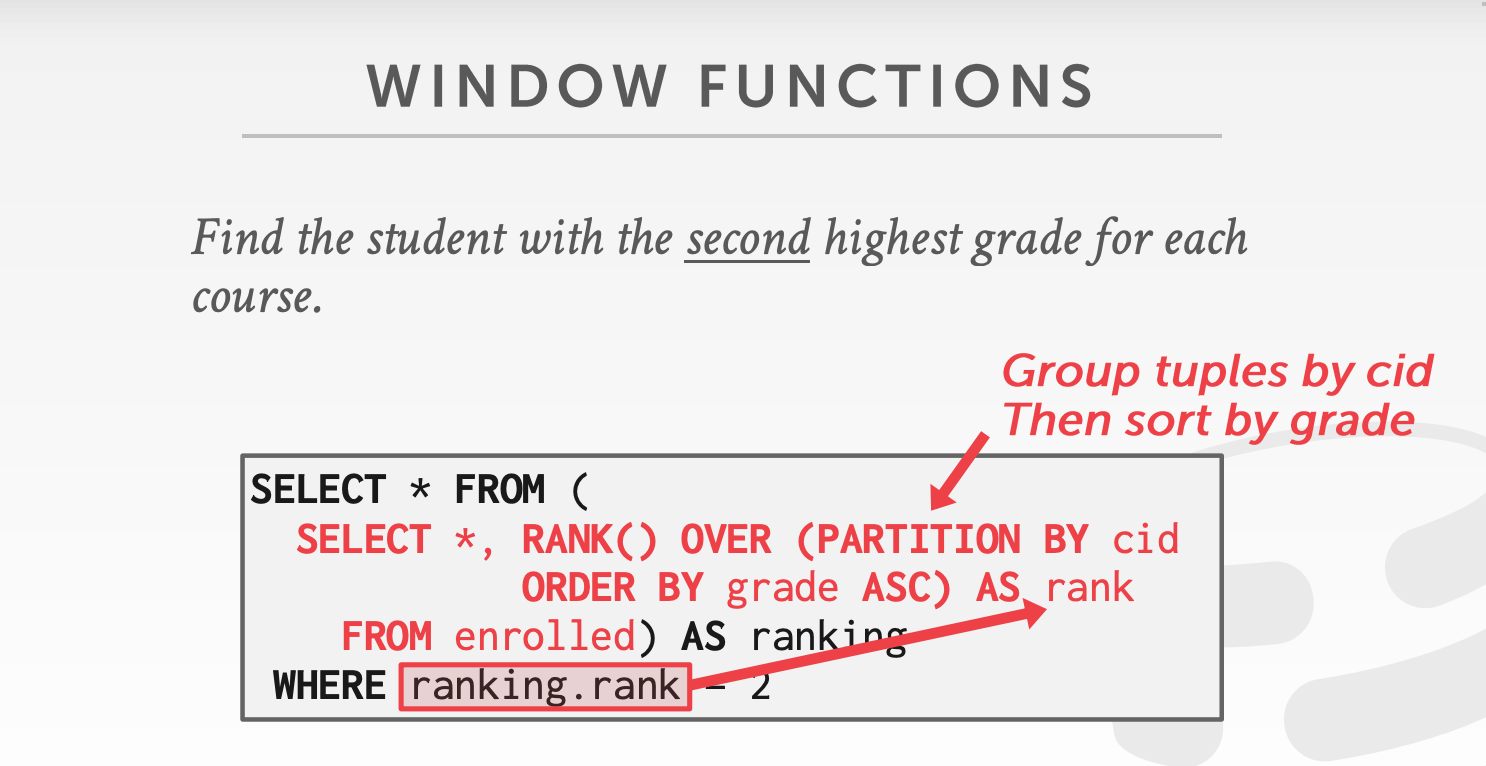 WINDOW FUNCTIONS
Find the student with the second highest grade for each
course.
Group tuples by cid
Then sort by grade
SELECT * FROM (
SELECT *, RANK() OVER (PARTITION BY cid
ORDER BY grade ASC) AS rank
FROM enrolled) AS ranking
WHERE ranking.rank = 2